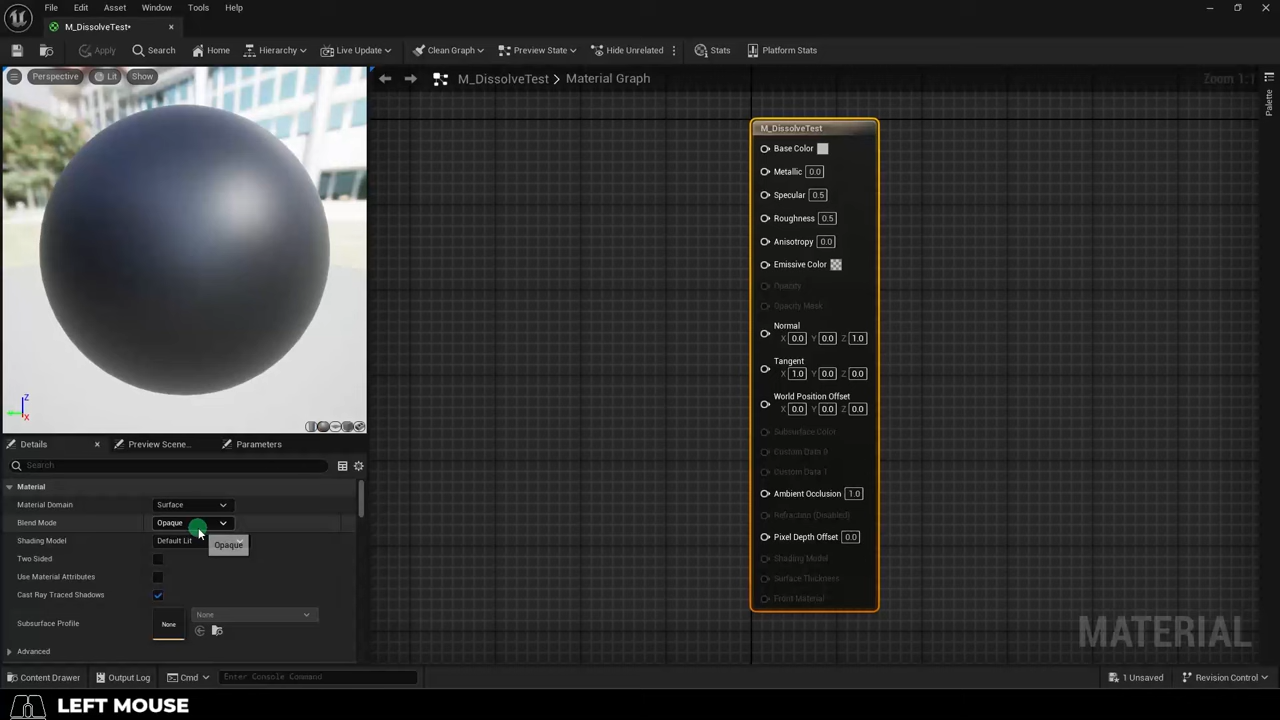 File Edit Asset Window Tools Help
M_DissolveTest•
Apply Search Home Hierarchy Live Update Clean Graph Preview State Hide Unrelated Stats Platform Stats
Perspective Lit Show
M_DissolveTest > Material Graph
Zoom 1:1
Palette
M_DissolveTest
Base Color
Metallic 0.0
Specular 0.5
Roughness 0.5
Anisotropy 0.0
Emissive Color
Opacity
Opacity Mask
Normal
X 0.0 Y 0.0 Z 1.0
Tangent
X 1.0 Y 0.0 Z 0.0
World Position Offset
X 0.0 Y 0.0 Z 0.0
Subsurface Color
Custom Data 0
Custom Data 1
Ambient Occlusion 1.0
Refraction (Disabled)
Pixel Depth Offset 0.0
Shading Model
Surface Thickness
Front Material
MATERIAL
Z
X
Details Preview Scene... Parameters
Search
Material
Material Domain Surface
Blend Mode Opaque
Shading Model Default Lit
Opaque
Two Sided
Use Material Attributes
Cast Ray Traced Shadows
Subsurface Profile None None
Advanced
Content Drawer Output Log Cmd Enter Console Command 1 Unsaved Revision Control
LEFT MOUSE